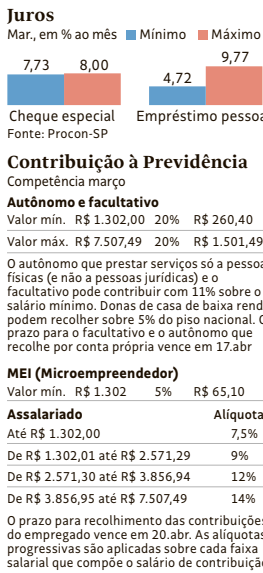 Juros
Mar., em % ao mês Mínimo Máximo
7,73 8,00 4,72 9,77
Cheque especial Empréstimo
Fonte: Procon-SP
Contribuição à Previdência
Competência março
Autônomo e facultativo
Valor mín. R$ 1.302,00 20% R$ 260,40
Valor máx. R$ 7.507,49 20% R$ 1.501,49
O autônomo que prestar serviços só a
físicas (e não a pessoas jurídicas) e o
facultativo pode contribuir com 11% sobre o
salário mínimo. Donas de casa de baixa
podem recolher sobre 5% do piso nacional. O
prazo para o facultativo e o autônomo que
recolhe por conta própria vence em 17.abr
MEI (Microempreendedor)
Valor mín. R$ 1.302 5% R$ 65,10
Assalariado Alíquota
Até R$ 1.302,00 7,5%
De R$ 1.302,01 até R$ 2.571,29 9%
De R$ 2.571,30 até R$ 3.856,94 12%
De R$ 3.856,95 até R$ 7.507,49 14%
O prazo para recolhimento das contribuições
do empregado vence em 20.abr. As alíquotas
progressivas são aplicadas sobre cada faixa
salarial que compõe o salário de